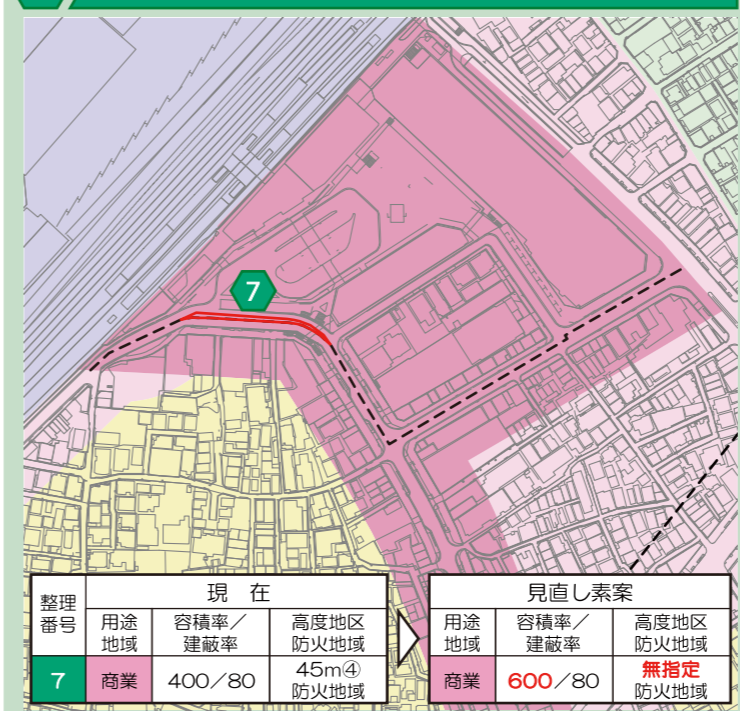 7
整理番号
現 在
用途地域
容積率/建蔽率
高度地区
防火地域
7
商業
400/80
45m④
防火地域
見直し素案
用途地域
容積率/建蔽率
高度地区
防火地域
商業
600/80
無指定
防火地域